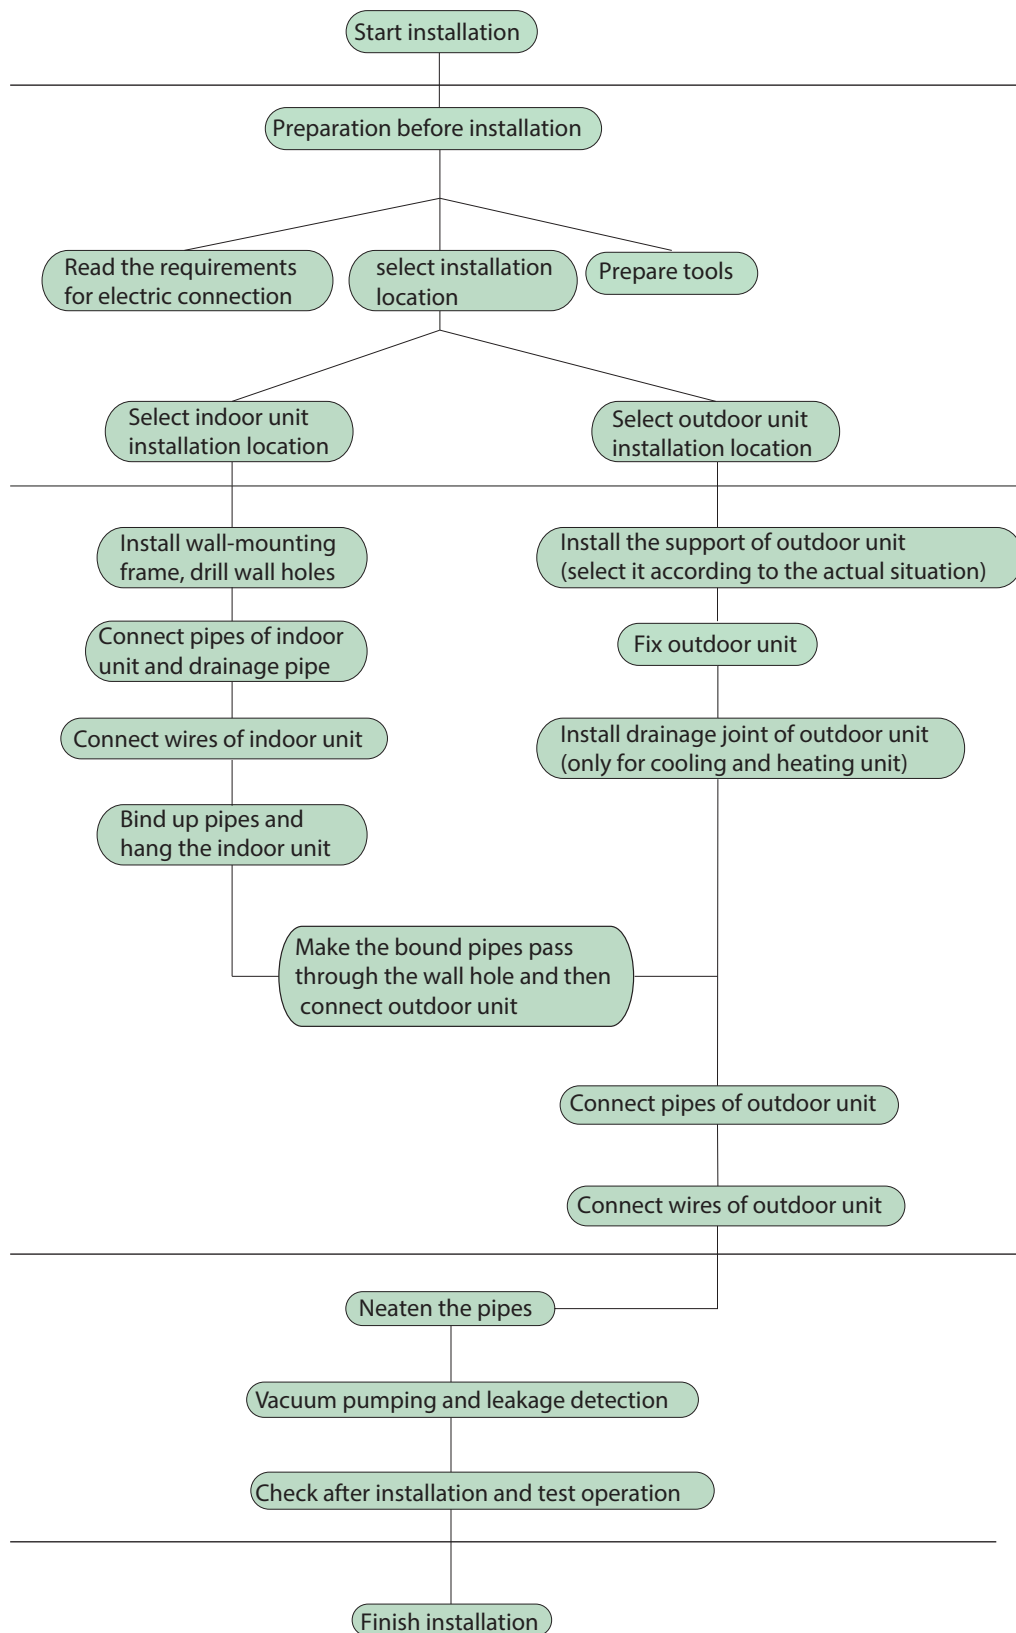 Start installation
Preparation before installation
Read the requirements
for electric connection
select installation
location
Prepare tools
Select indoor unit
installation location
Select outdoor unit
installation location
Install wall-mounting
frame, drill wall holes
Install the support of outdoor unit
(select it according to the actual situation)
Connect pipes of indoor
unit and drainage pipe
Fix outdoor unit
Connect wires of indoor unit
Install drainage joint of outdoor unit
(only for cooling and heating unit)
Bind up pipes and
hang the indoor unit
Make the bound pipes pass
through the wall hole and then
connect outdoor unit
Connect pipes of outdoor unit
Connect wires of outdoor unit
Neaten the pipes
Vacuum pumping and leakage detection
Check after installation and test operation
Finish installation